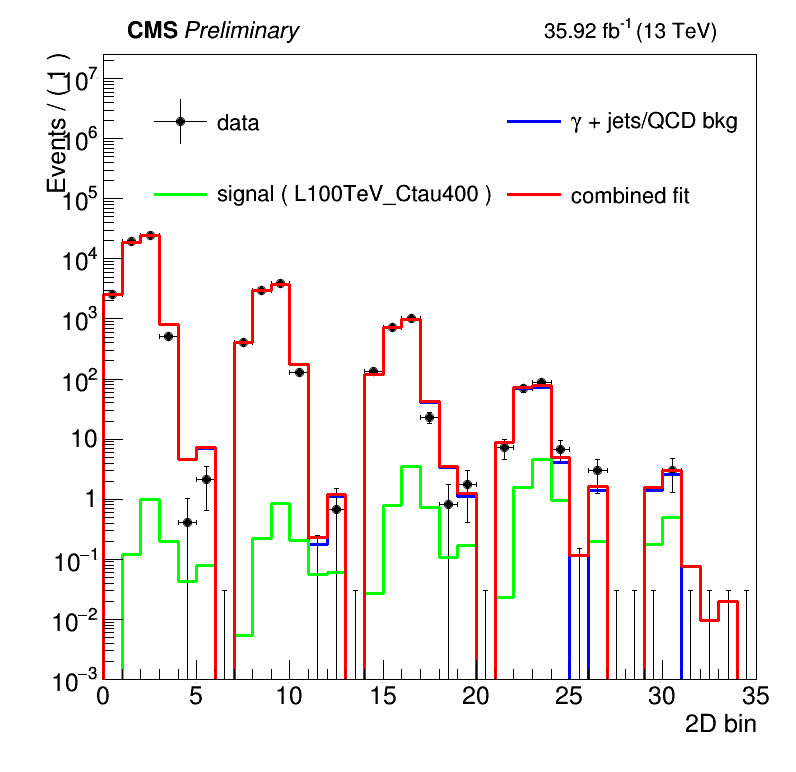 CMS Preliminary 35.92 fb⁻¹ (13 TeV)
Events / ( 1 )
data
γ + jets/QCD bkg
signal ( L100TeV_Ctau400 )
combined fit
10⁷
10⁶
10⁵
10⁴
10³
10²
10
1
10⁻¹
10⁻²
10⁻³
0 5 10 15 20 25 30 35
2D bin